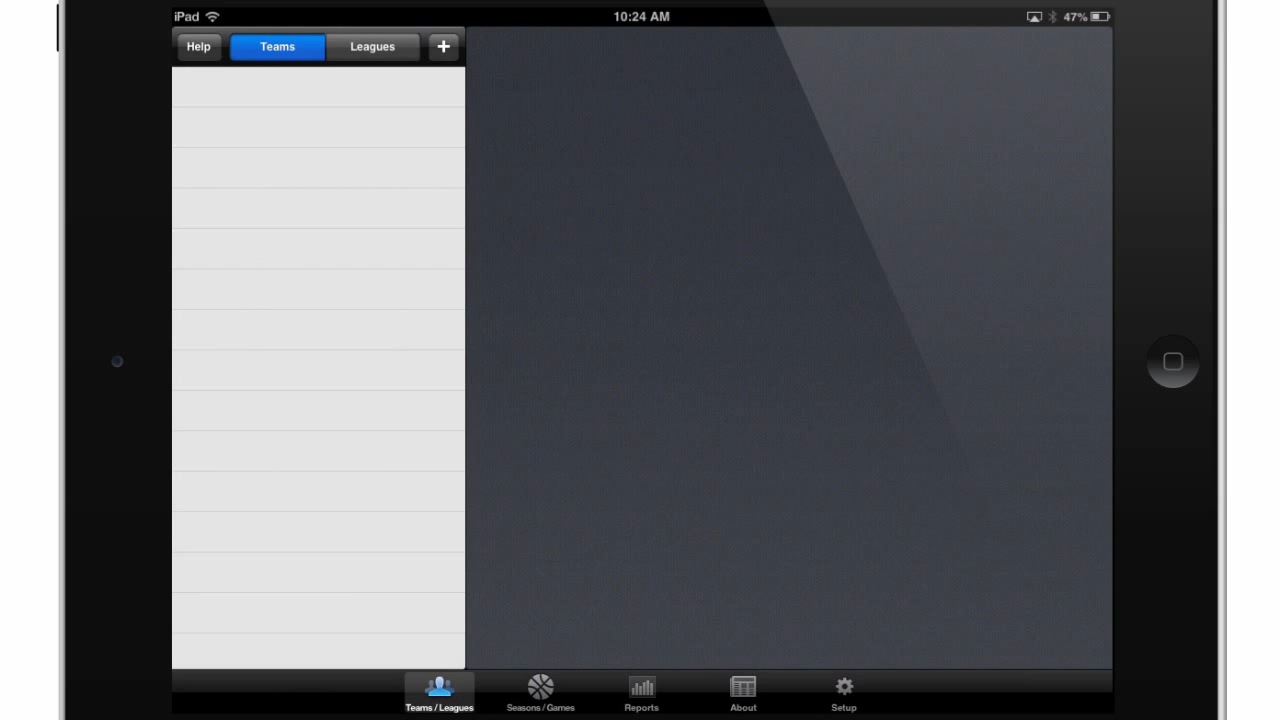 iPad 10:24 AM 47%
Help Teams Leagues +
Teams / Leagues Seasons / Games Reports About Setup